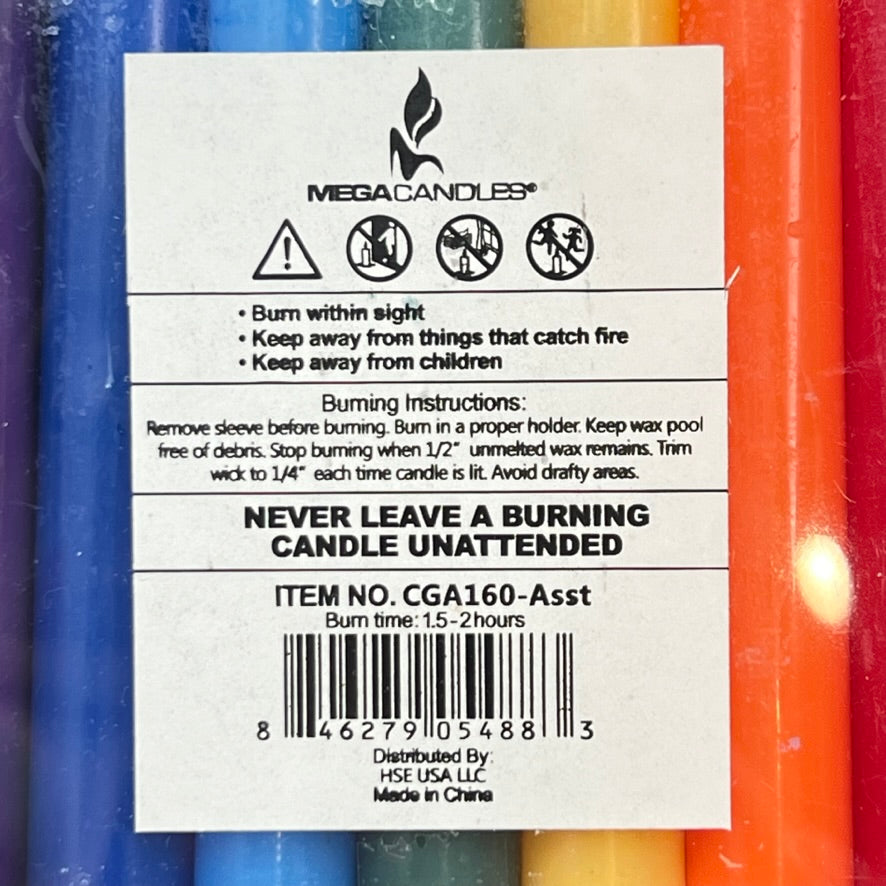 MEGACANDLES®
• Burn within sight
• Keep away from things that catch fire
• Keep away from children
Burning Instructions:
Remove sleeve before burning. Burn in a proper holder. Keep wax pool
free of debris. Stop burning when 1/2" unmelted wax remains. Trim
wick to 1/4" each time candle is lit. Avoid drafty areas.
NEVER LEAVE A BURNING
CANDLE UNATTENDED
ITEM NO. CGA160-Asst
Burn time: 1.5-2hours
8 46279 05488 3
Distributed By:
HSE USA LLC
Made in China